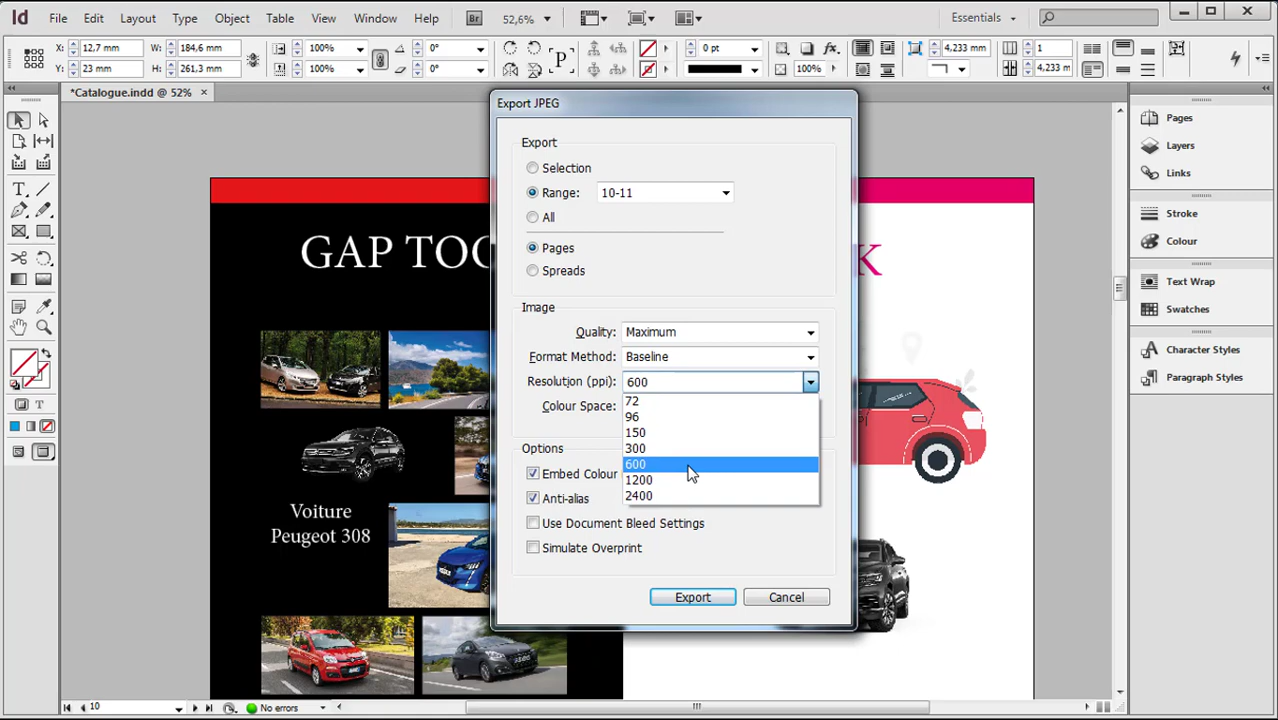 Id File Edit Layout Type Object Table View Window Help Br 52,6% Essentials
X: 12,7 mm W: 184,6 mm 100% 0° P 0 pt fx. 4,233 mm 1
Y: 23 mm H: 261,3 mm 100% 0° 100% 4,233 m
*Catalogue.indd @ 52% ×
Export JPEG
Export
Selection
Range: 10-11
All
Pages
Spreads
Image
Quality: Maximum
Format Method: Baseline
Resolution (ppi): 600
Colour Space:
72
96
150
300
600
1200
2400
Options
Embed Colour
Anti-alias
Use Document Bleed Settings
Simulate Overprint
Export Cancel
GAP TOO
K
Voiture
Peugeot 308
Pages
Layers
Links
Stroke
Colour
Text Wrap
Swatches
Character Styles
Paragraph Styles
T
T
10 No errors